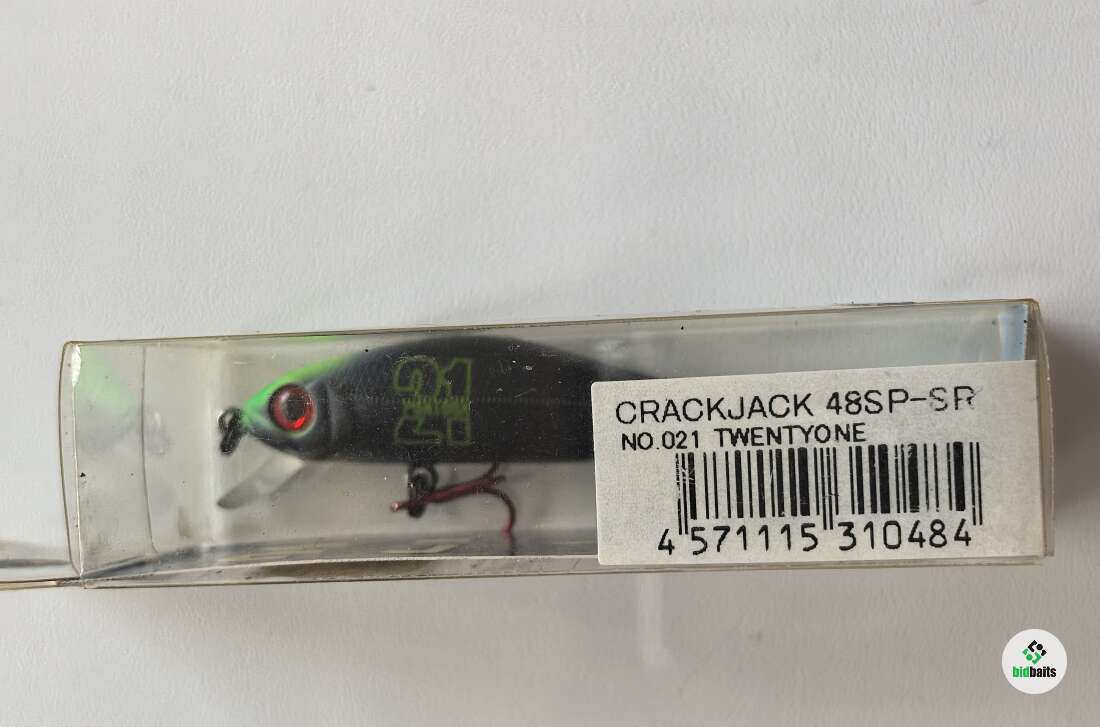 21
CRACKJACK 48SP-SR
NO.021 TWENTYONE
4 571115 310484
bidbaits